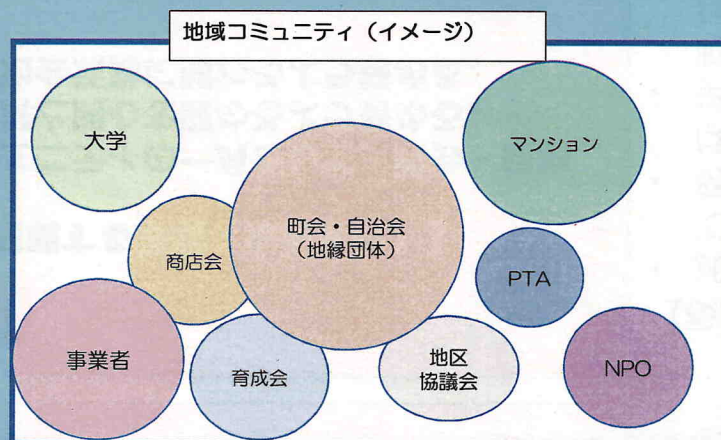 地域コミュニティ（イメージ）
大学
マンション
町会・自治会
（地縁団体）
商店会
PTA
事業者
育成会
地区
協議会
NPO